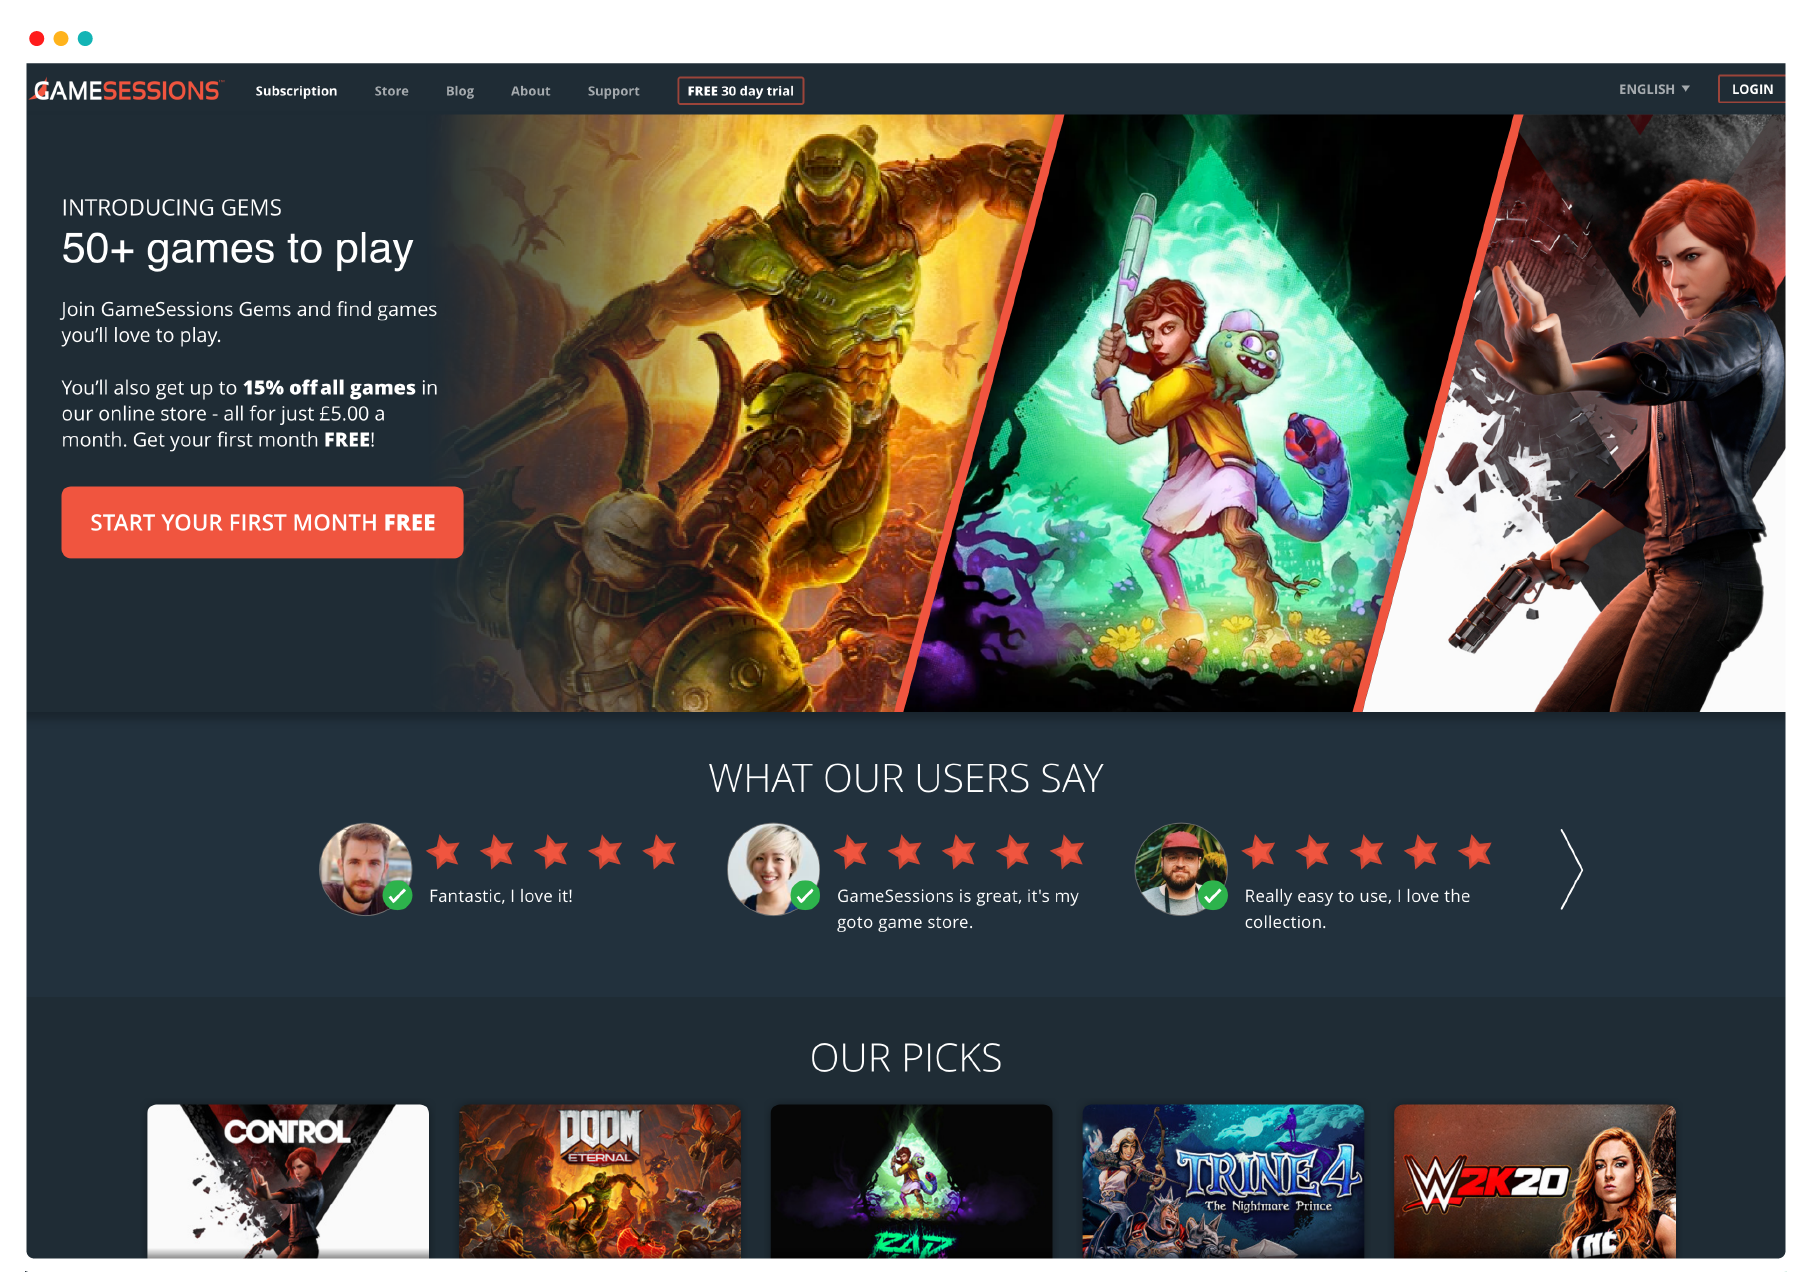 GAMESESSIONS™
Subscription
Store
Blog
About
Support
FREE 30 day trial
ENGLISH
LOGIN
INTRODUCING GEMS
50+ games to play
Join GameSessions Gems and find games
you'll love to play.
You'll also get up to 15% off all games in
our online store - all for just £5.00 a
month. Get your first month FREE!
START YOUR FIRST MONTH FREE
WHAT OUR USERS SAY
Fantastic, I love it!
GameSessions is great, it's my
goto game store.
Really easy to use, I love the
collection.
OUR PICKS
CONTROL
DOOM
ETERNAL
RAD
TRINE 4
The Nightmare Prince
W2K20
THE